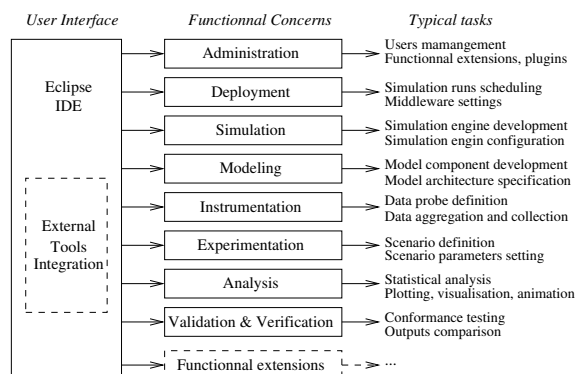 User Interface
Functionnal Concerns
Typical tasks
Eclipse
IDE
External
Tools
Integration
Administration
Users mamangement
Functionnal extensions, plugins
Deployment
Simulation runs scheduling
Middleware settings
Simulation
Simulation engine development
Simulation engin configuration
Modeling
Model component development
Model architecture specification
Instrumentation
Data probe definition
Data aggregation and collection
Experimentation
Scenario definition
Scenario parameters setting
Analysis
Statistical analysis
Plotting, visualisation, animation
Validation & Verification
Conformance testing
Outputs comparison
Functionnal extensions
...